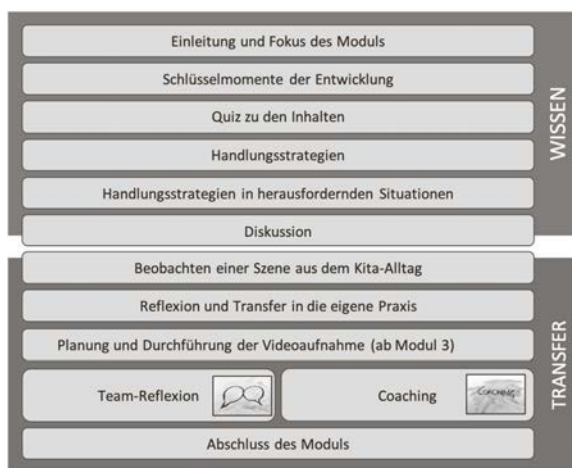 Einleitung und Fokus des Moduls
Schlüsselmomente der Entwicklung
Quiz zu den Inhalten
Handlungsstrategien
Handlungsstrategien in herausfordernden Situationen
Diskussion
WISSEN
Beobachten einer Szene aus dem Kita-Alltag
Reflexion und Transfer in die eigene Praxis
Planung und Durchführung der Videoaufnahme (ab Modul 3)
Team-Reflexion
Coaching
COACHING
Abschluss des Moduls
TRANSFER